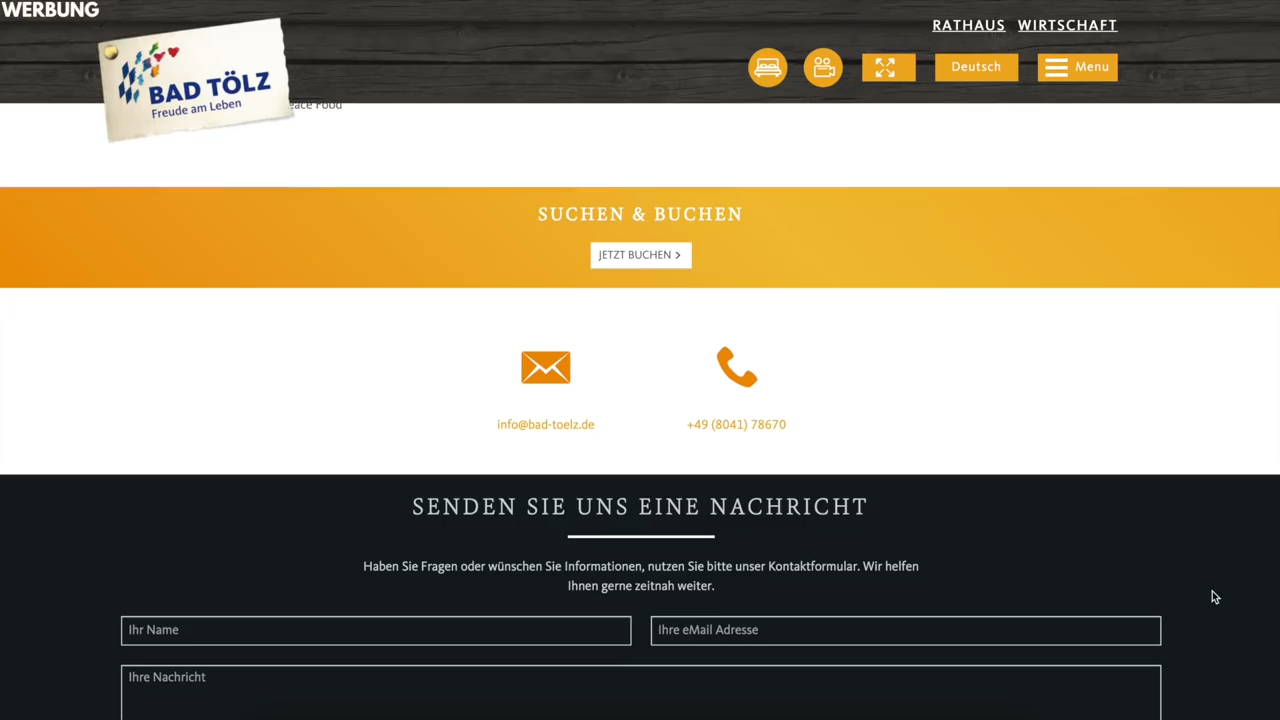 WERBUNG
RATHAUS WIRTSCHAFT
BAD TÖLZ
Freude am Leben
Deutsch
Menu
Food
SUCHEN & BUCHEN
JETZT BUCHEN >
info@bad-toelz.de
+49 (8041) 78670
SENDEN SIE UNS EINE NACHRICHT
Haben Sie Fragen oder wünschen Sie Informationen, nutzen Sie bitte unser Kontaktformular. Wir helfen
Ihnen gerne zeitnah weiter.
Ihr Name
Ihre eMail Adresse
Ihre Nachricht